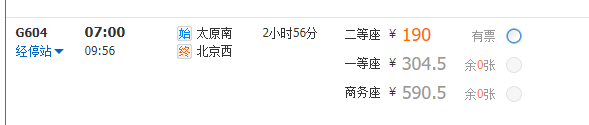 G604 07:00 始 太原南 2小时56分 二等座 ¥ 190 有票
经停站 09:56 终 北京西
一等座 ¥ 304.5 余0张
商务座 ¥ 590.5 余0张